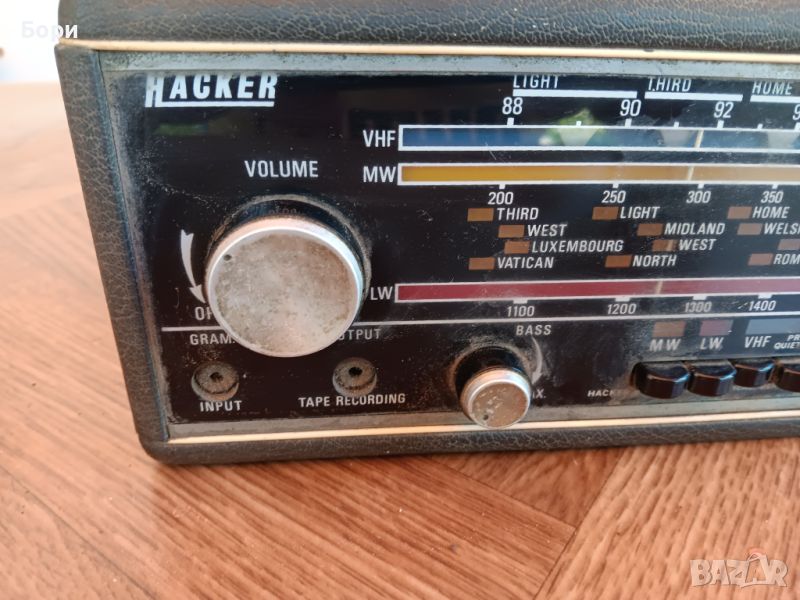 Бори
HACKER
LIGHT THIRD HOME
88 90 92
VHF
VOLUME
MW
200 250 300 350
THIRD LIGHT HOME
WEST MIDLAND
LUXEMBOURG WEST
VATICAN NORTH
LW
1100 1200 1300 1400
BASS
GRAM.
MW LW VHF
INPUT TAPE RECORDING
BAZAR